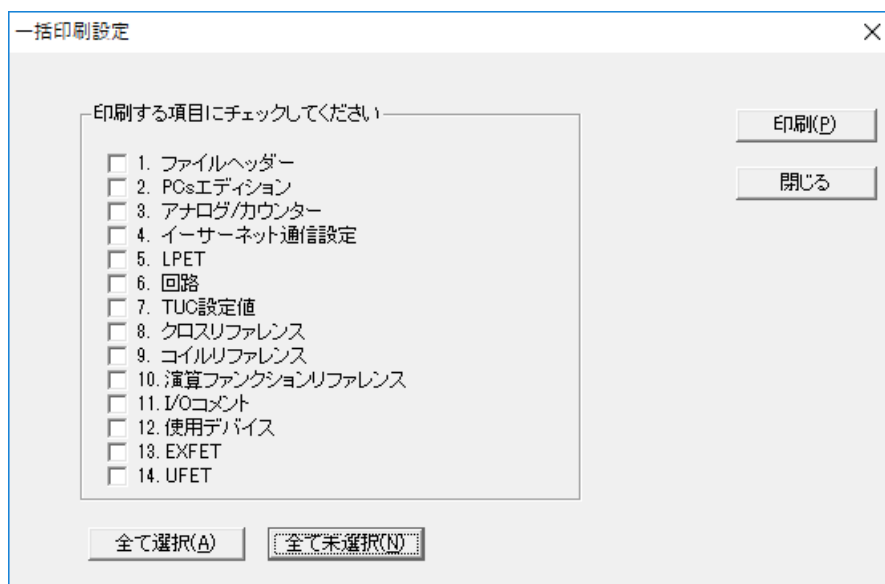 一括印刷設定
印刷する項目にチェックしてください
1. ファイルヘッダー
2. PCsエディション
3. アナログ/カウンター
4. イーサーネット通信設定
5. LPET
6. 回路
7. TUC設定値
8. クロスリファレンス
9. コイルリファレンス
10. 演算ファンクションリファレンス
11. I/Oコメント
12. 使用デバイス
13. EXFET
14. UFET
印刷(P)
閉じる
全て選択(A)
全て未選択(N)